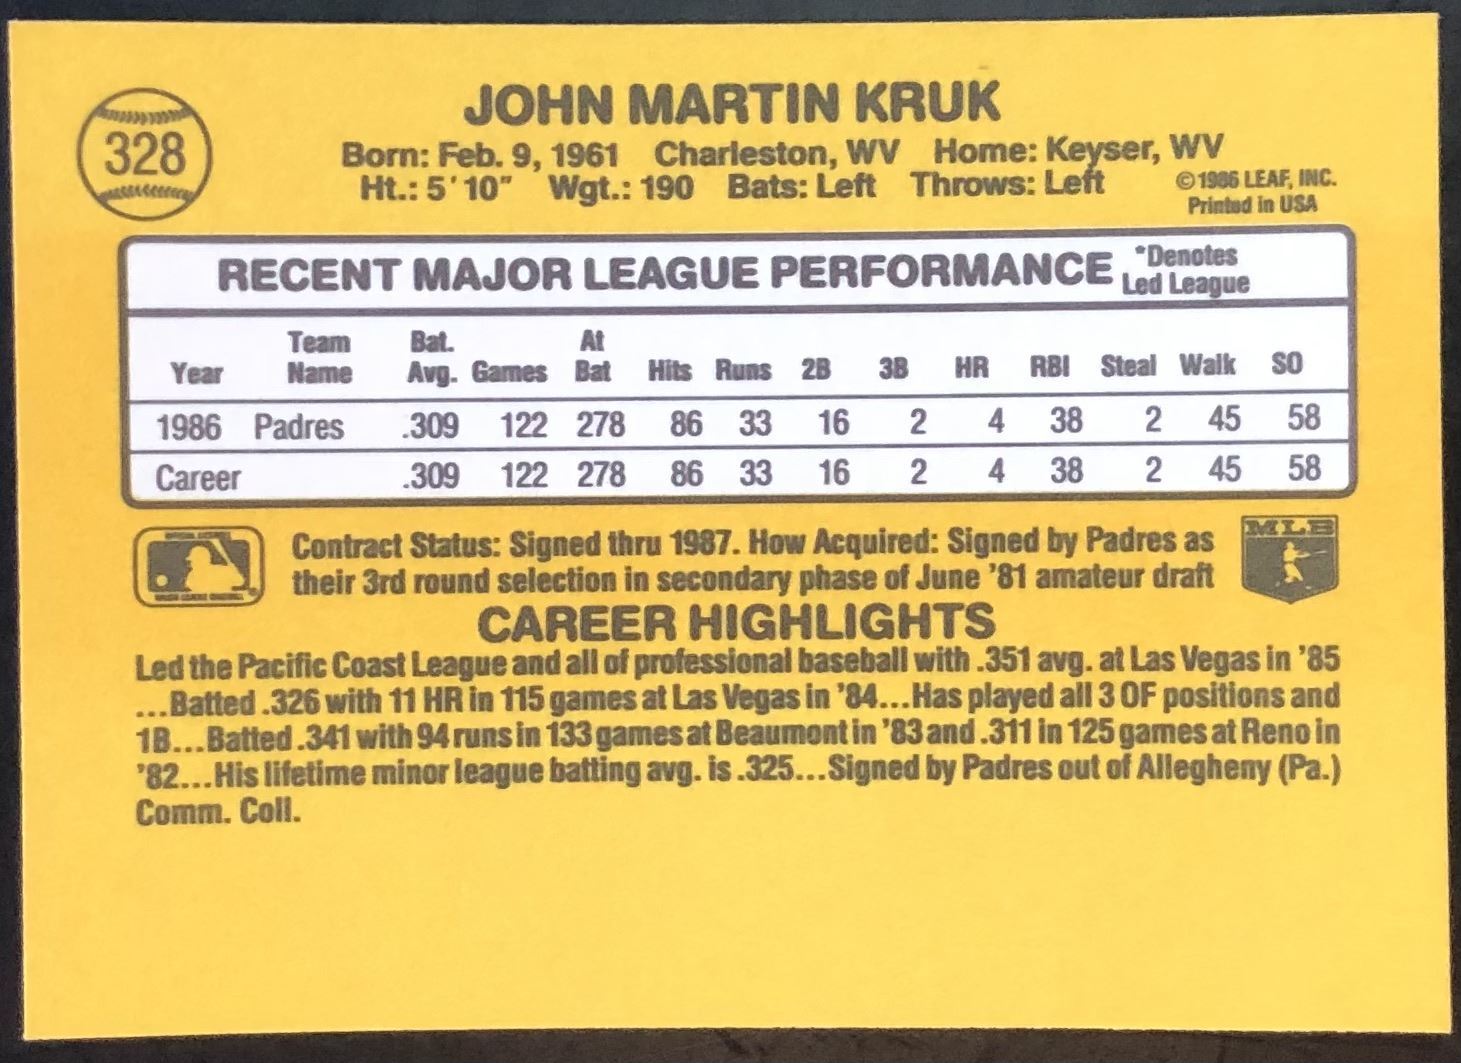 328
JOHN MARTIN KRUK
Born: Feb. 9, 1961 Charleston, WV Home: Keyser, WV
Ht.: 5'10" Wgt.: 190 Bats: Left Throws: Left
©1986 LEAF, INC.
Printed in USA
RECENT MAJOR LEAGUE PERFORMANCE *Denotes
Led League
Year Team Name Bat. Avg. Games At Bat Hits Runs 2B 3B HR RBI Steal Walk SO
1986 Padres .309 122 278 86 33 16 2 4 38 2 45 58
Career .309 122 278 86 33 16 2 4 38 2 45 58
Contract Status: Signed thru 1987. How Acquired: Signed by Padres as
their 3rd round selection in secondary phase of June '81 amateur draft
MLB
CAREER HIGHLIGHTS
Led the Pacific Coast League and all of professional baseball with .351 avg. at Las Vegas in '85
...Batted .326 with 11 HR in 115 games at Las Vegas in '84...Has played all 3 OF positions and
1B...Batted .341 with 94 runs in 133 games at Beaumont in '83 and .311 in 125 games at Reno in
'82...His lifetime minor league batting avg. is .325...Signed by Padres out of Allegheny (Pa.)
Comm. Coll.